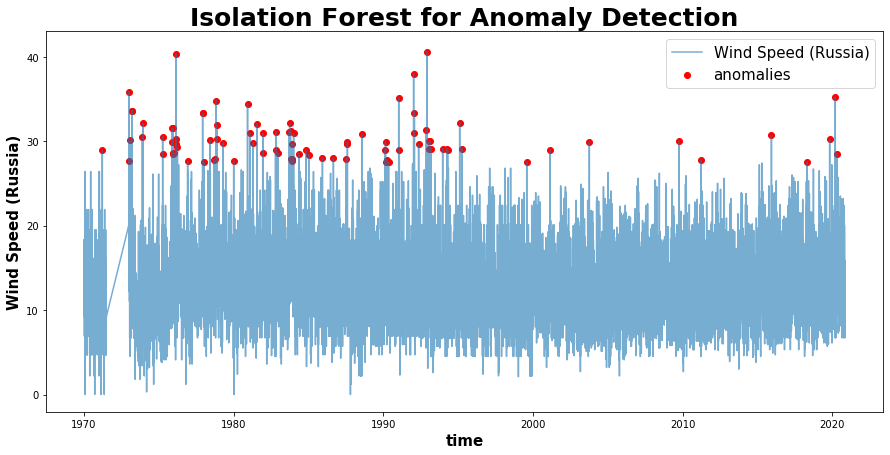 Isolation Forest for Anomaly Detection
Wind Speed (Russia)
anomalies
Wind Speed (Russia)
40
30
20
10
0
1970 1980 1990 2000 2010 2020
time